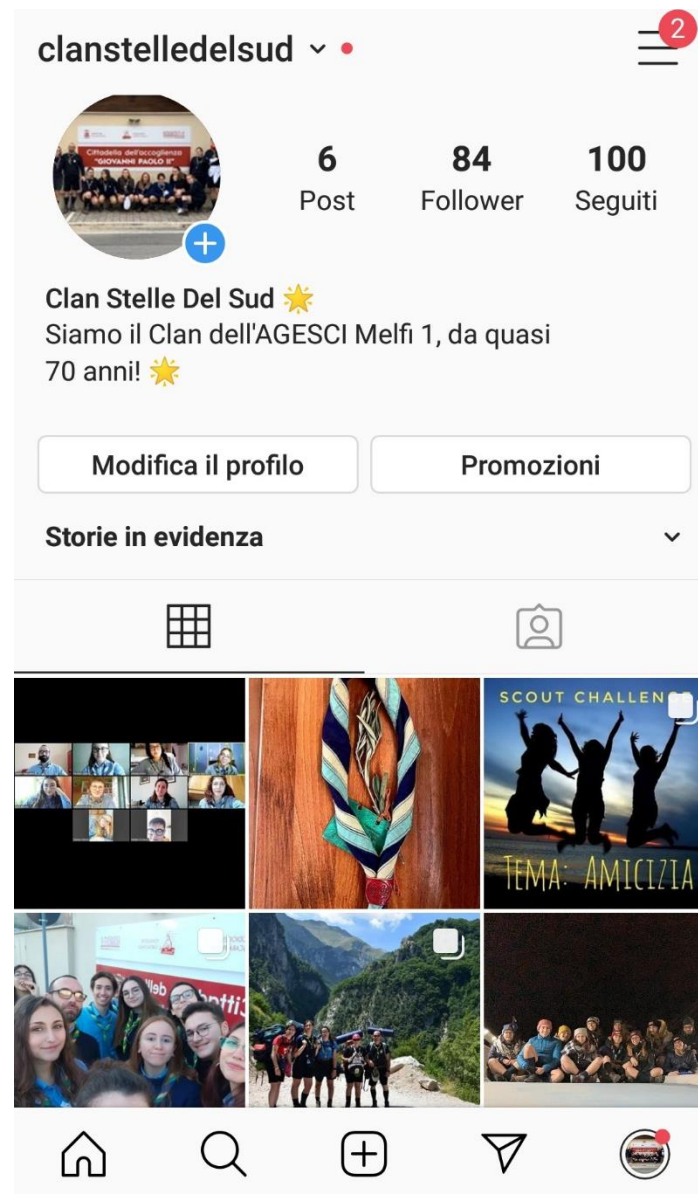 2
clanstelledelsud
Cittadella dell'accoglienza
"GIOVANNI PAOLO II"
6 84 100
Post Follower Seguiti
Clan Stelle Del Sud
Siamo il Clan dell'AGESCI Melfi 1, da quasi
70 anni!
Modifica il profilo Promozioni
Storie in evidenza
SCOUT CHALLENGE
TEMA: AMICIZIA